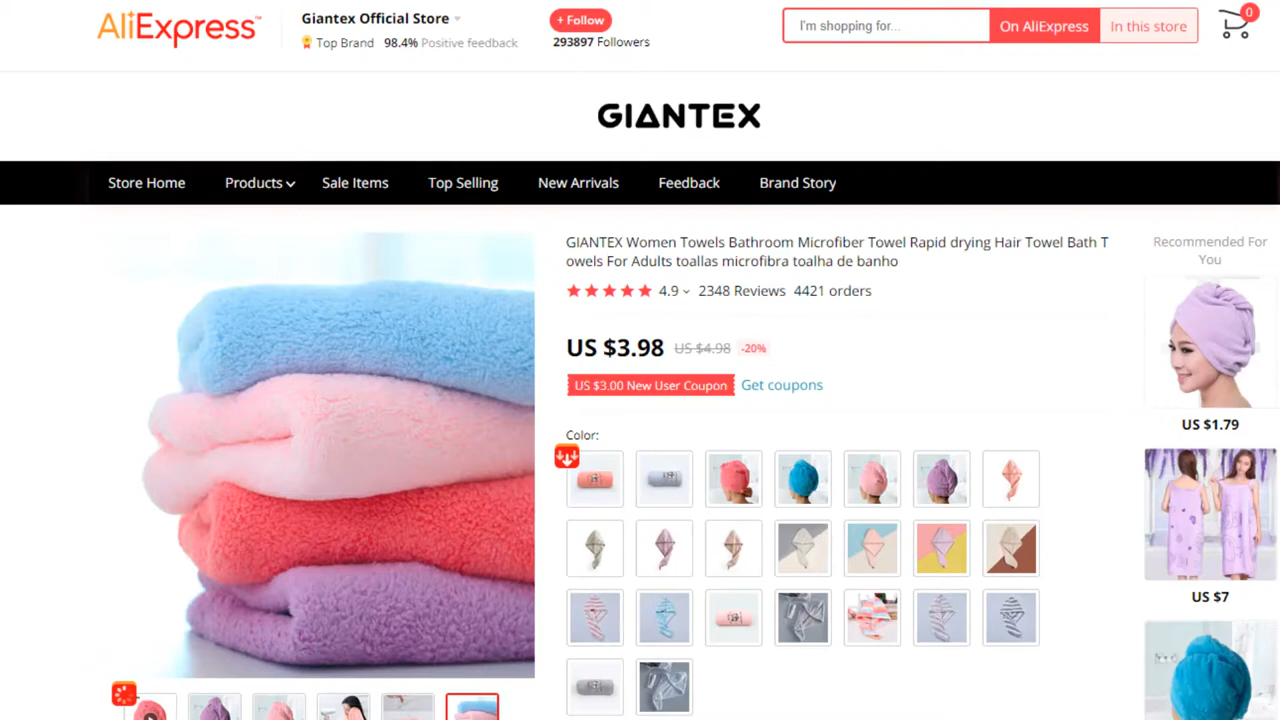 AliExpress™
Giantex Official Store
Top Brand 98.4% Positive feedback
+ Follow
293897 Followers
I'm shopping for...
On AliExpress
In this store
0
GIANTEX
Store Home
Products
Sale Items
Top Selling
New Arrivals
Feedback
Brand Story
GIANTEX Women Towels Bathroom Microfiber Towel Rapid drying Hair Towel Bath T
owels For Adults toallas microfibra toalha de banho
4.9 2348 Reviews 4421 orders
US $3.98 US $4.98 -20%
US $3.00 New User Coupon Get coupons
Color:
Recommended For
You
US $1.79
US $7